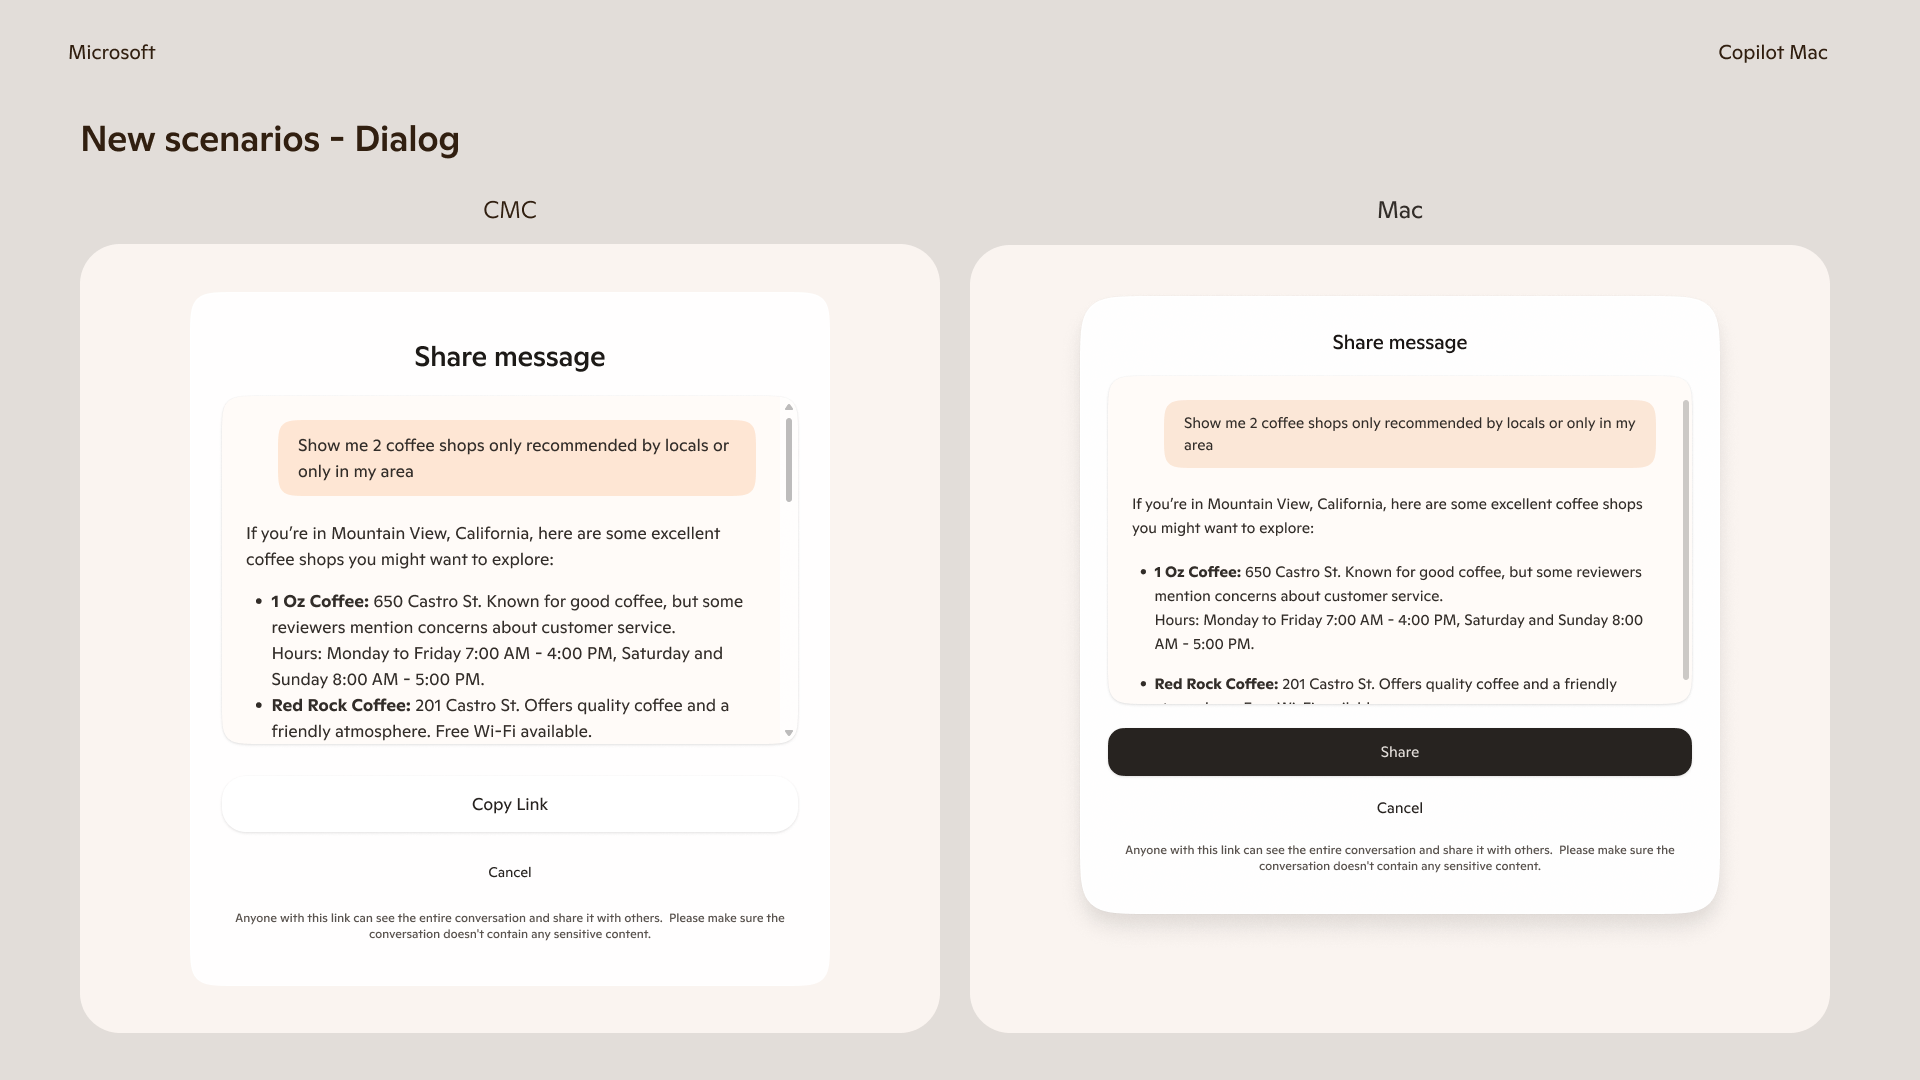 Microsoft
Copilot Mac
New scenarios - Dialog
CMC
Share message
Show me 2 coffee shops only recommended by locals or
only in my area
If you're in Mountain View, California, here are some excellent
coffee shops you might want to explore:
• 1 Oz Coffee: 650 Castro St. Known for good coffee, but some
reviewers mention concerns about customer service.
Hours: Monday to Friday 7:00 AM - 4:00 PM, Saturday and
Sunday 8:00 AM - 5:00 PM.
• Red Rock Coffee: 201 Castro St. Offers quality coffee and a
friendly atmosphere. Free Wi-Fi available.
Copy Link
Cancel
Anyone with this link can see the entire conversation and share it with others. Please make sure the
conversation doesn't contain any sensitive content.
Mac
Share message
Show me 2 coffee shops only recommended by locals or only in my
area
If you're in Mountain View, California, here are some excellent coffee shops
you might want to explore:
• 1 Oz Coffee: 650 Castro St. Known for good coffee, but some reviewers
mention concerns about customer service.
Hours: Monday to Friday 7:00 AM - 4:00 PM, Saturday and Sunday 8:00
AM - 5:00 PM.
• Red Rock Coffee: 201 Castro St. Offers quality coffee and a friendly
Share
Cancel
Anyone with this link can see the entire conversation and share it with others. Please make sure the
conversation doesn't contain any sensitive content.